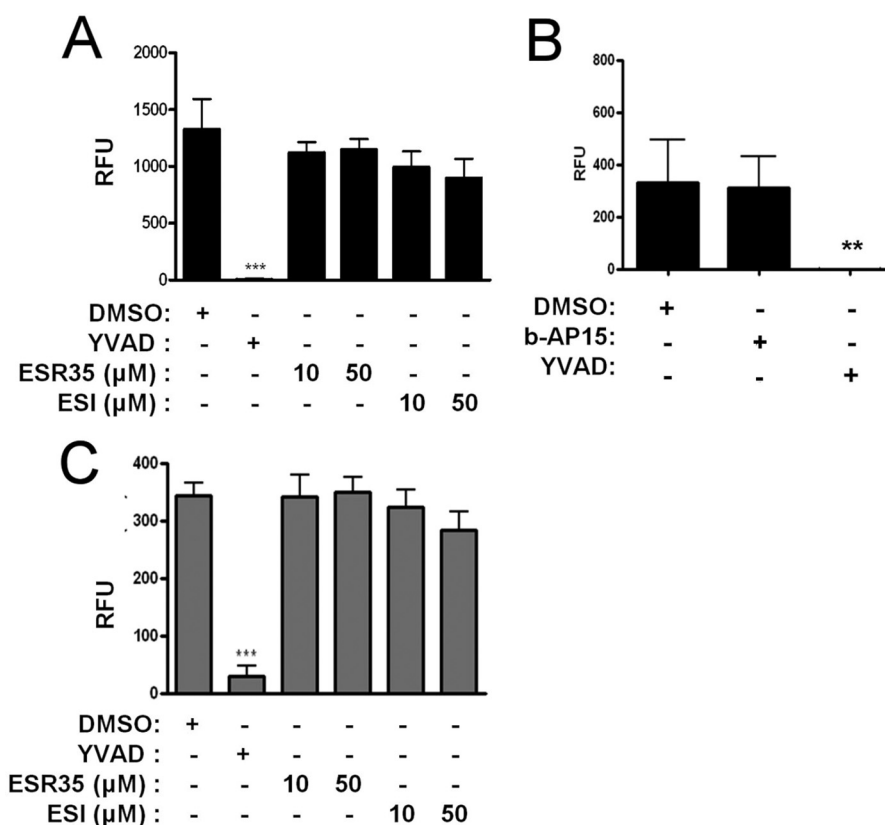 A
2000
1500
1000
500
0
RFU
***
DMSO: + - - - - -
YVAD : - + - - - -
ESR35 (µM) : - - 10 50 - -
ESI (µM) : - - - - 10 50
B
800
600
400
200
0
RFU
**
DMSO: + - -
b-AP15: - + -
YVAD: - - +
C
400
300
200
100
0
RFU
***
DMSO: + - - - - -
YVAD : - + - - - -
ESR35 (µM) : - - 10 50 - -
ESI (µM) : - - - - 10 50